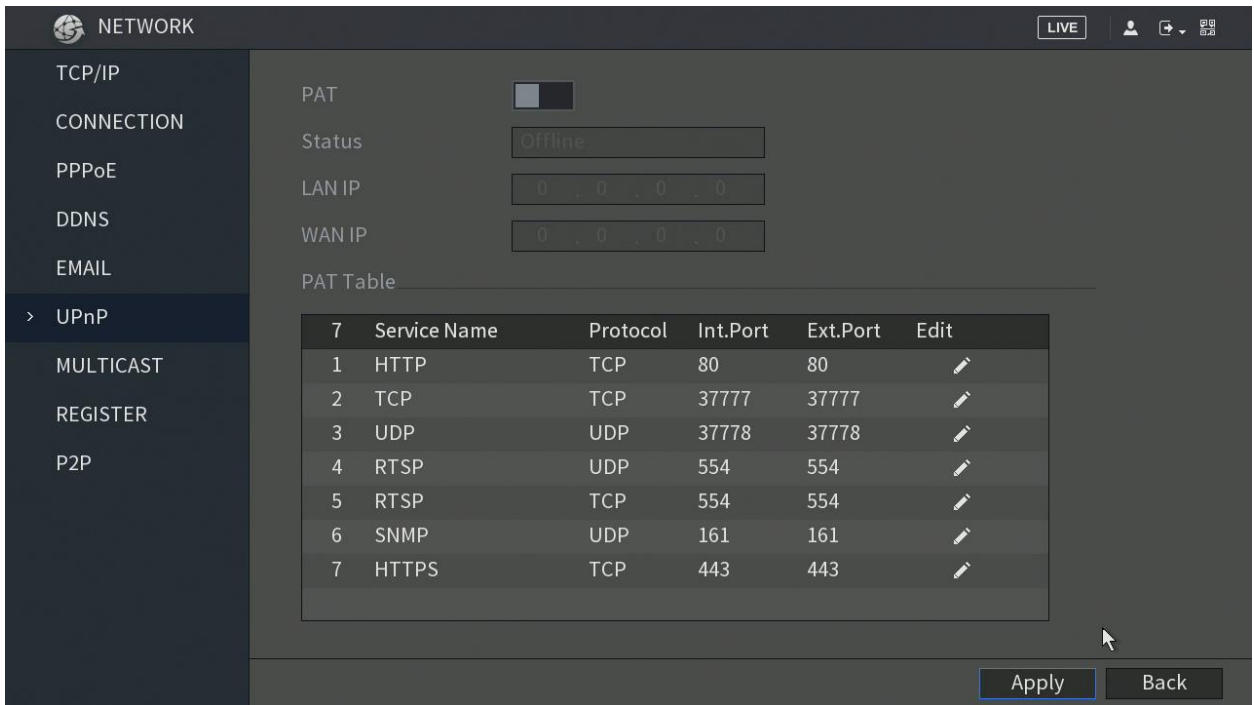 NETWORK
LIVE
TCP/IP
CONNECTION
PPPoE
DDNS
EMAIL
> UPnP
MULTICAST
REGISTER
P2P
PAT
Status Offline
LAN IP 0 . 0 . 0 . 0
WAN IP 0 . 0 . 0 . 0
PAT Table
7 Service Name Protocol Int.Port Ext.Port Edit
1 HTTP TCP 80 80
2 TCP TCP 37777 37777
3 UDP UDP 37778 37778
4 RTSP UDP 554 554
5 RTSP TCP 554 554
6 SNMP UDP 161 161
7 HTTPS TCP 443 443
Apply Back